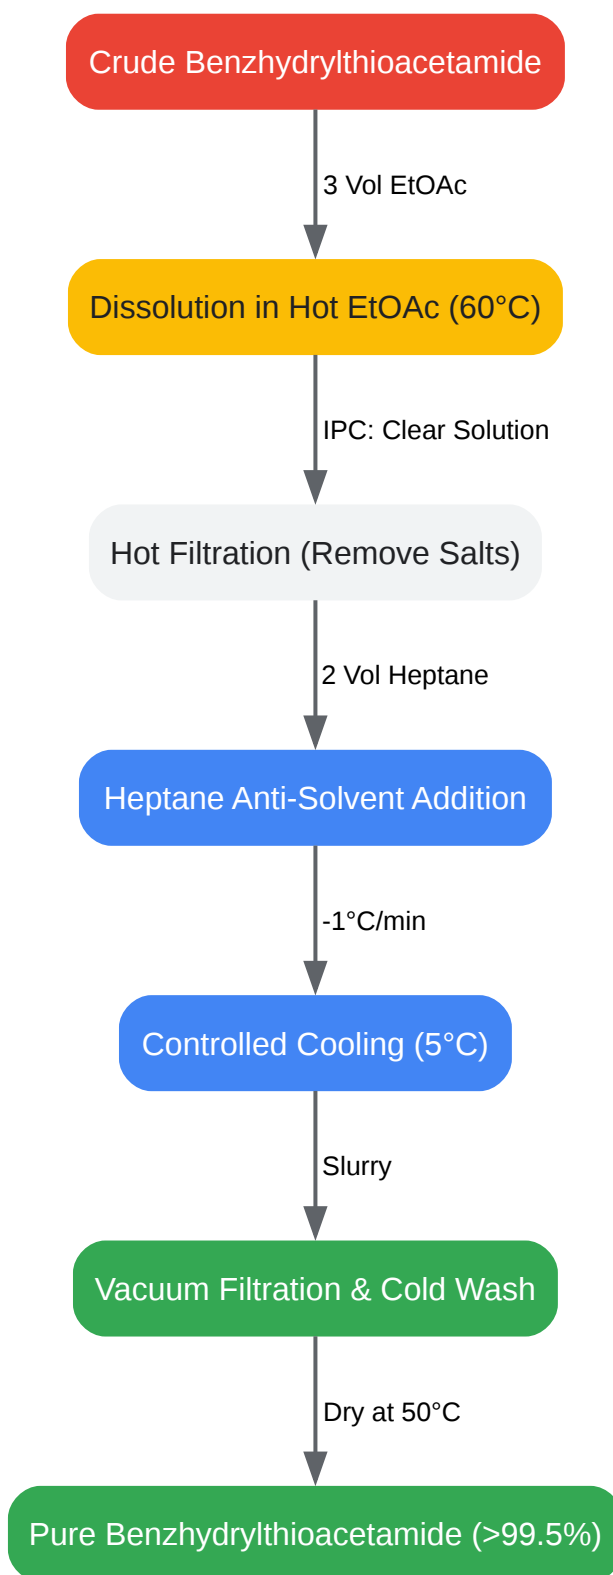 Crude Benzhydrylthioacetamide
3 Vol EtOAc
Dissolution in Hot EtOAc (60°C)
IPC: Clear Solution
Hot Filtration (Remove Salts)
2 Vol Heptane
Heptane Anti-Solvent Addition
-1°C/min
Controlled Cooling (5°C)
Slurry
Vacuum Filtration & Cold Wash
Dry at 50°C
Pure Benzhydrylthioacetamide (>99.5%)